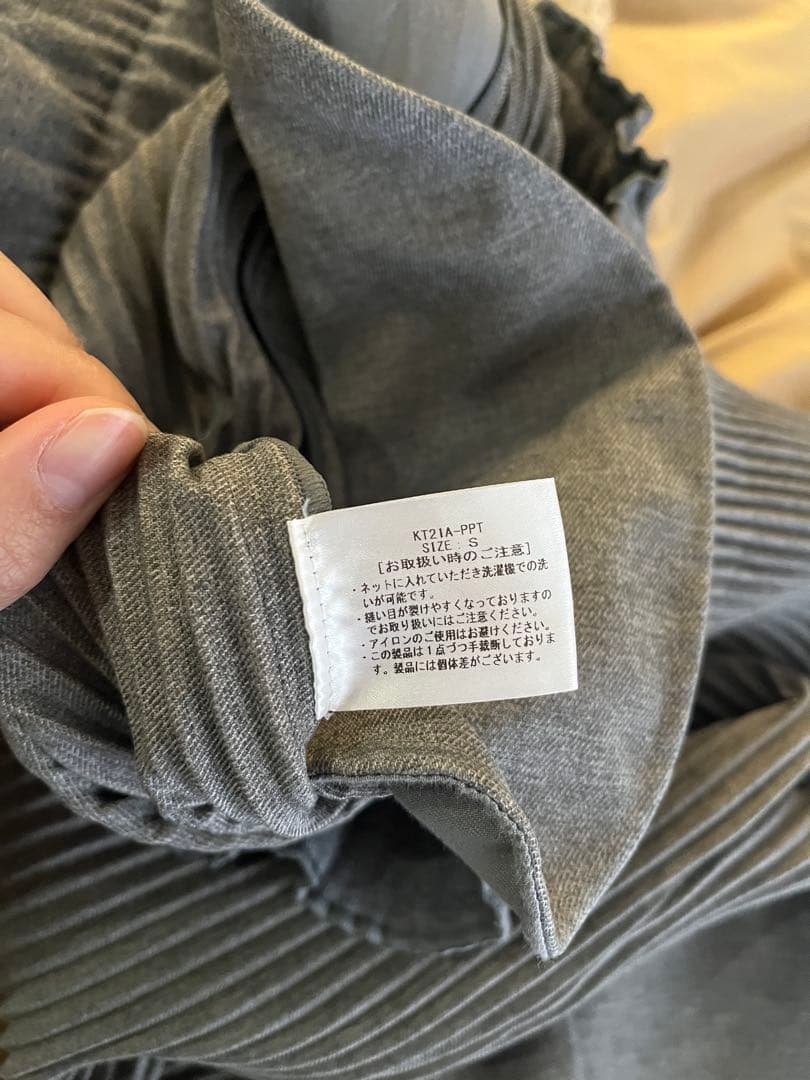 KT21A-PPT
SIZE : S
[お取扱い時のご注意]
・ネットに入れていただき洗濯機での洗
いが可能です。
・縫い目が裂けやすくなっておりますの
でお取り扱いにはご注意ください。
・アイロンのご使用はお避けください。
・この製品は1点づつ手裁断しておりま
す。製品には個体差がございます。